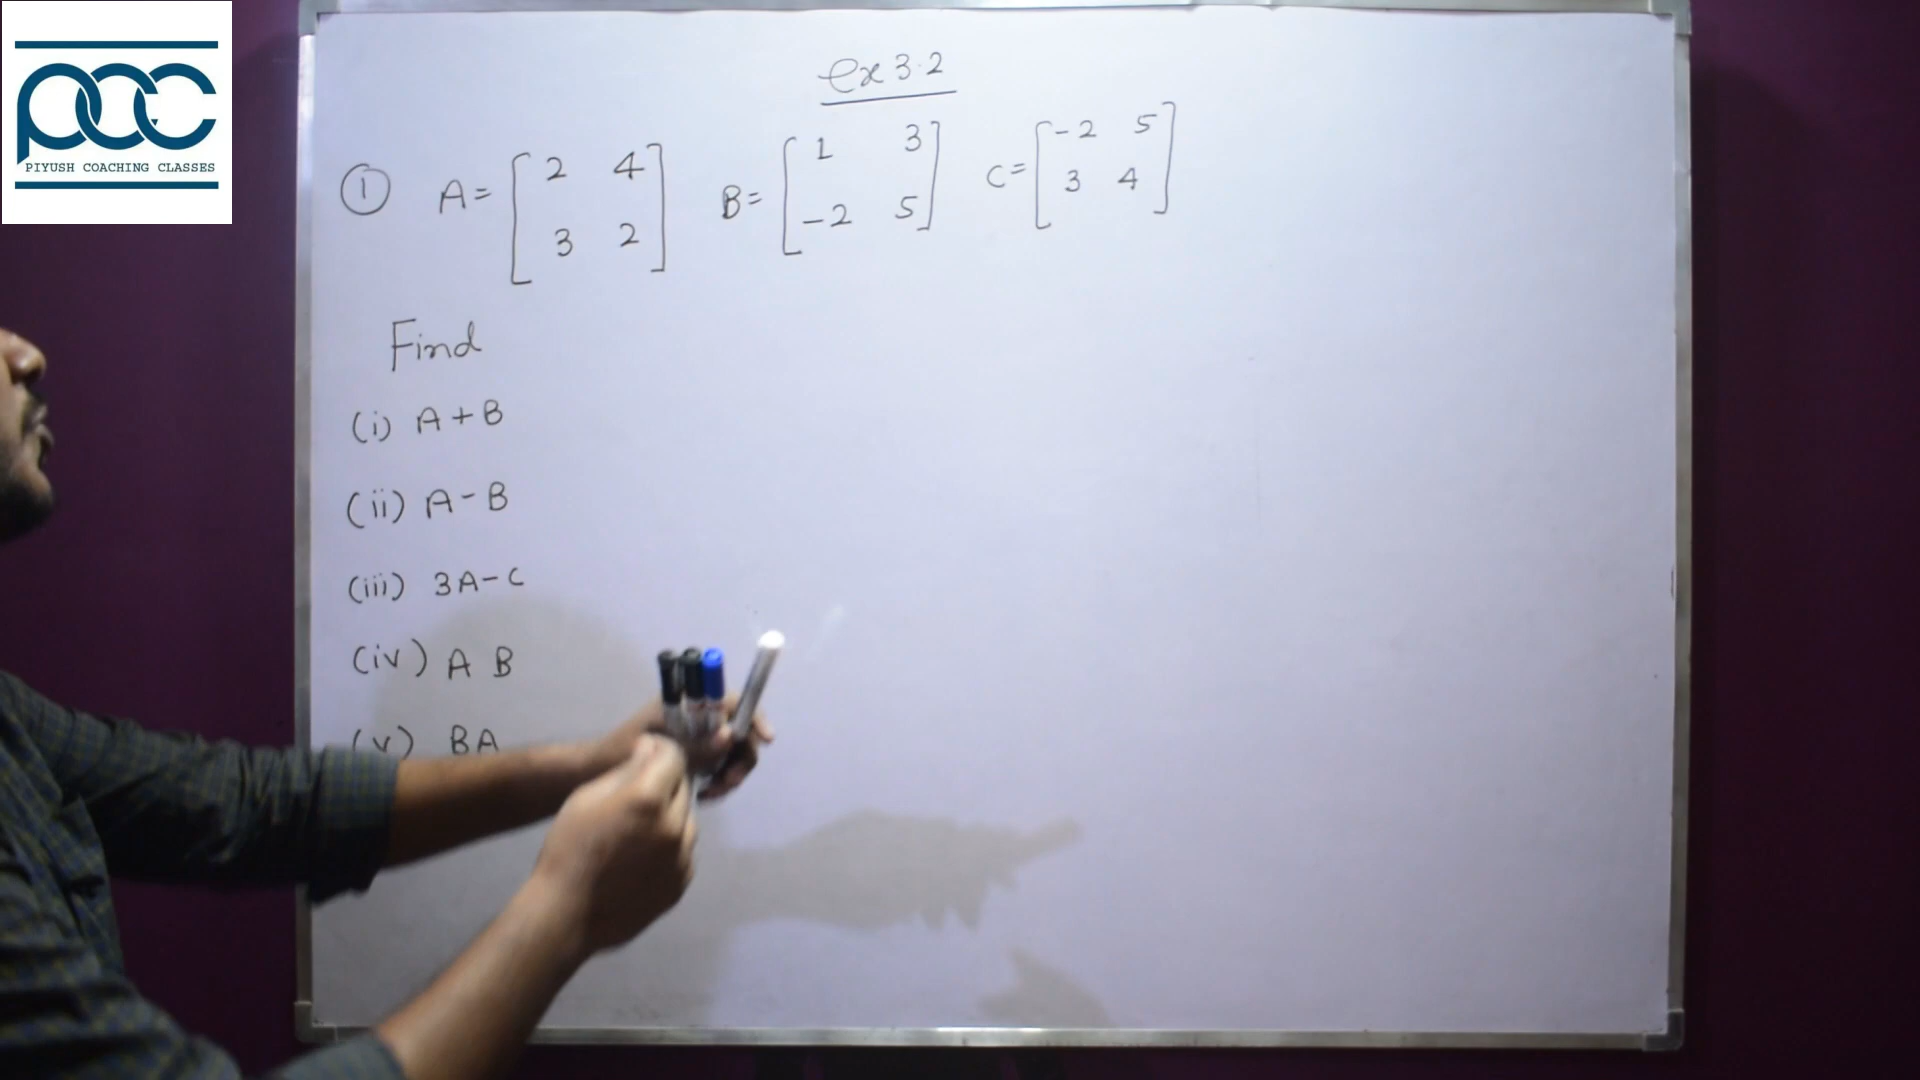 PCC
PIYUSH COACHING CLASSES
ex 3.2
① A = [2 4
3 2] B = [1 3
-2 5] C = [-2 5
3 4]
Find
(i) A + B
(ii) A - B
(iii) 3A - C
(iv) A B
(v) BA